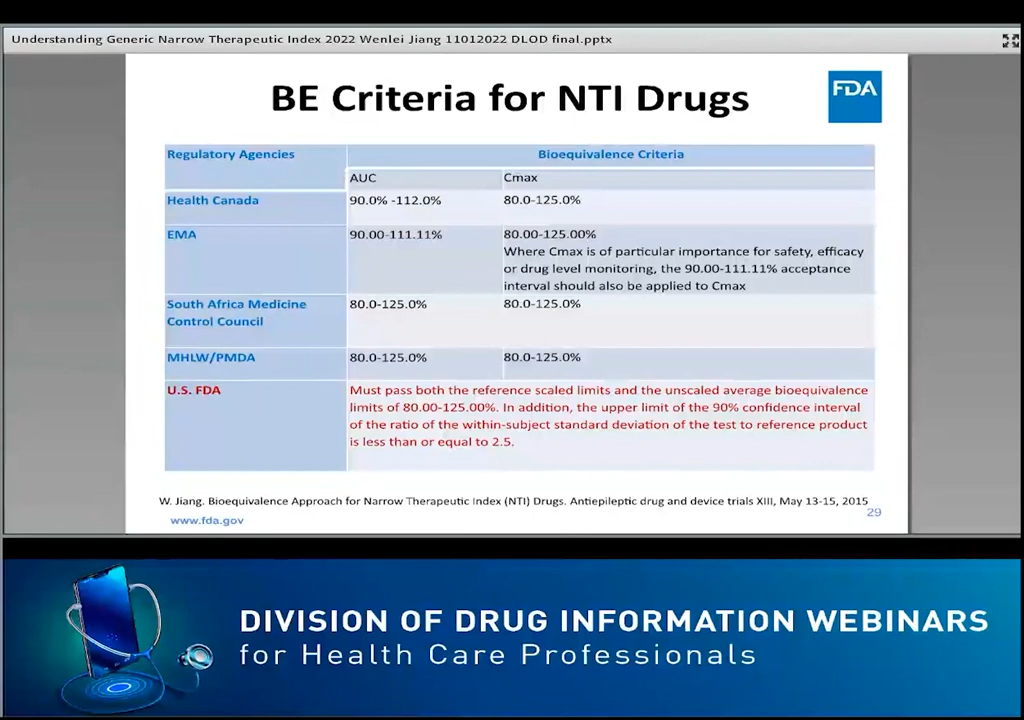 Understanding Generic Narrow Therapeutic Index 2022 Wenlei Jiang 11012022 DLOD final.pptx
BE Criteria for NTI Drugs
FDA
Regulatory Agencies
Bioequivalence Criteria
AUC
Cmax
Health Canada
90.0% -112.0%
80.0-125.0%
EMA
90.00-111.11%
80.00-125.00%
Where Cmax is of particular importance for safety, efficacy
or drug level monitoring, the 90.00-111.11% acceptance
interval should also be applied to Cmax
South Africa Medicine
Control Council
80.0-125.0%
80.0-125.0%
MHLW/PMDA
80.0-125.0%
80.0-125.0%
U.S. FDA
Must pass both the reference scaled limits and the unscaled average bioequivalence
limits of 80.00-125.00%. In addition, the upper limit of the 90% confidence interval
of the ratio of the within-subject standard deviation of the test to reference product
is less than or equal to 2.5.
W. Jiang. Bioequivalence Approach for Narrow Therapeutic Index (NTI) Drugs. Antiepileptic drug and device trials XIII, May 13-15, 2015
www.fda.gov
29
DIVISION OF DRUG INFORMATION WEBINARS
for Health Care Professionals